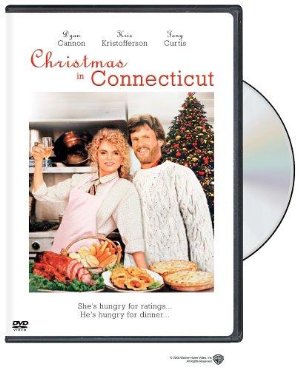 Dyan Kris Tony
Cannon Kristofferson Curtis
Christmas
in
Connecticut
She's hungry for ratings...
He's hungry for dinner...
DVD